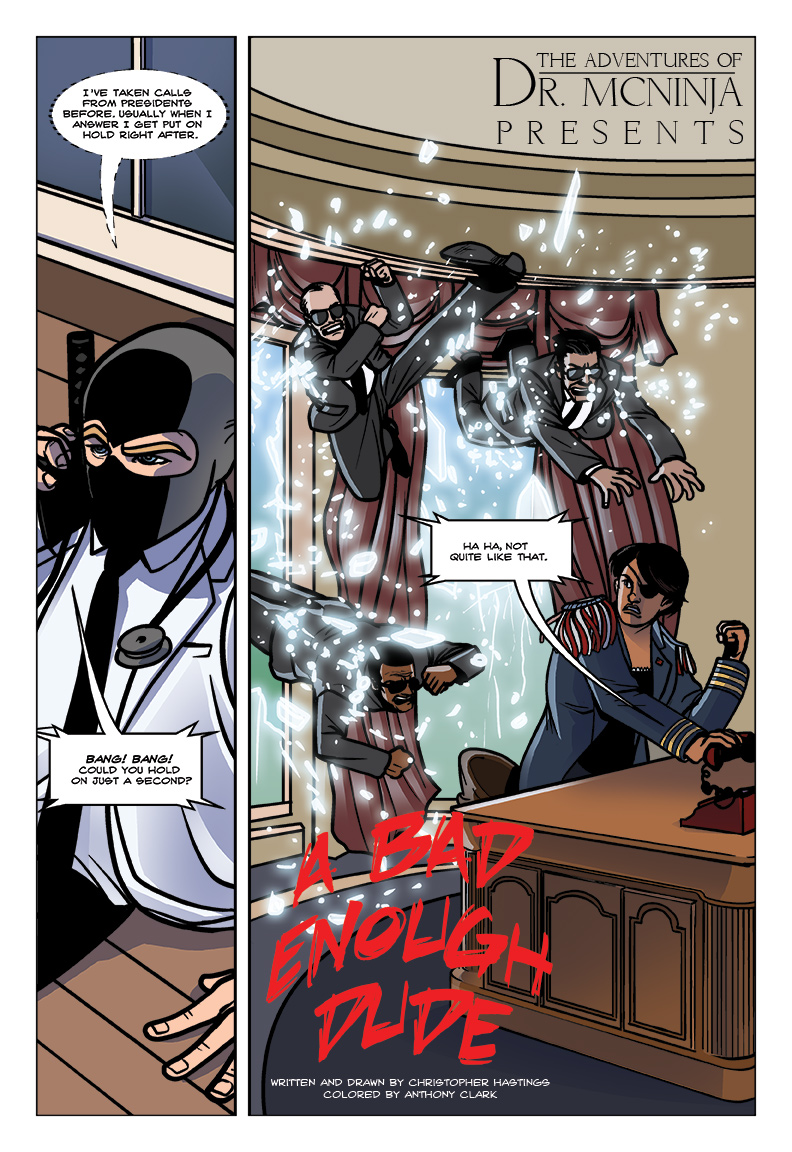 I'VE TAKEN CALLS
FROM PRESIDENTS
BEFORE. USUALLY WHEN I
ANSWER I GET PUT ON
HOLD RIGHT AFTER.
BANG! BANG!
COULD YOU HOLD
ON JUST A SECOND?
THE ADVENTURES OF
DR. MCNINJA
PRESENTS
HA HA, NOT
QUITE LIKE THAT.
A BAD
ENOUGH
DUDE
WRITTEN AND DRAWN BY CHRISTOPHER HASTINGS
COLORED BY ANTHONY CLARK